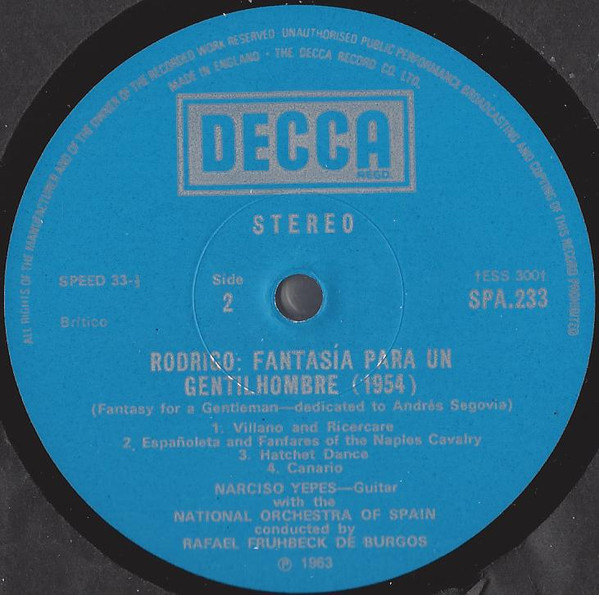 ALL RIGHTS OF THE MANUFACTURER AND OF THE OWNER OF THE RECORDED WORK RESERVED UNAUTHORISED PUBLIC PERFORMANCE BROADCASTING AND COPYING OF THIS RECORD PROHIBITED
MADE IN ENGLAND · THE DECCA RECORD CO. LTD.
DECCA
REGD.
STEREO
SPEED 33-⅓
Side
2
†ESS 3001
SPA.233
Britico
RODRIGO: FANTASÍA PARA UN
GENTILHOMBRE (1954)
(Fantasy for a Gentleman—dedicated to Andrés Segovia)
1. Villano and Ricercare
2. Españoleta and Fanfares of the Naples Cavalry
3. Hatchet Dance
4. Canario
NARCISO YEPES—Guitar
with the
NATIONAL ORCHESTRA OF SPAIN
conducted by
RAFAEL FRUHBECK DE BURGOS
℗ 1963